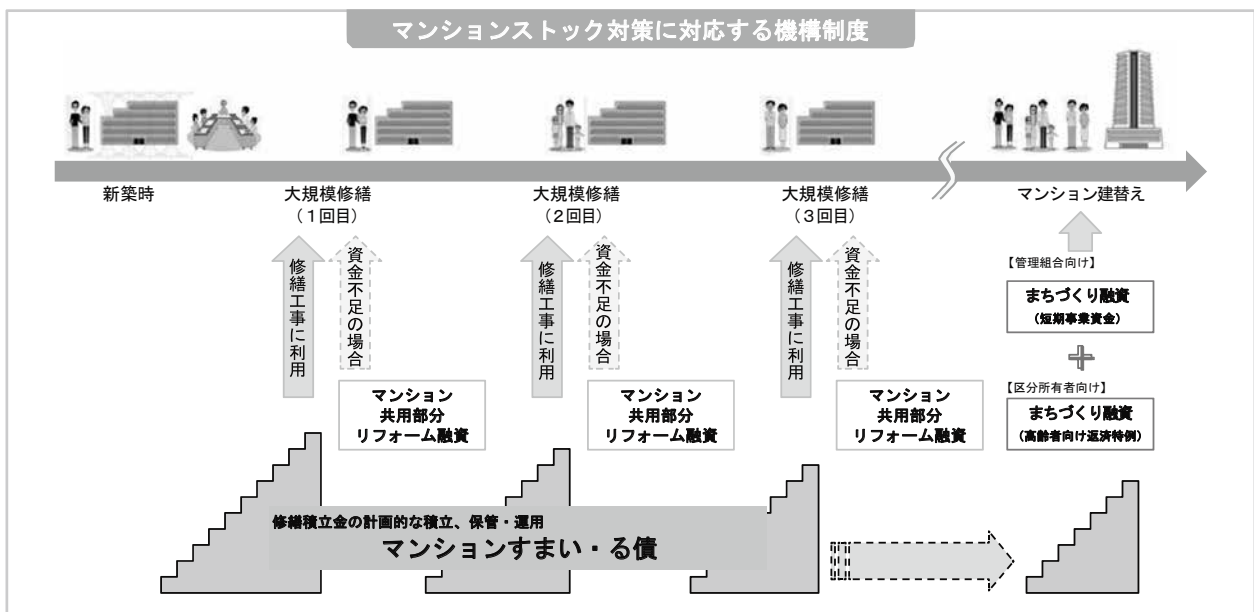 マンションストック対策に対応する機構制度
新築時
大規模修繕
（1回目）
大規模修繕
（2回目）
大規模修繕
（3回目）
マンション建替え
修繕工事に利用
資金不足の場合
修繕工事に利用
資金不足の場合
修繕工事に利用
資金不足の場合
マンション
共用部分
リフォーム融資
マンション
共用部分
リフォーム融資
マンション
共用部分
リフォーム融資
【管理組合向け】
まちづくり融資
（短期事業資金）
【区分所有者向け】
まちづくり融資
（高齢者向け返済特例）
修繕積立金の計画的な積立、保管・運用
マンションすまい・る債